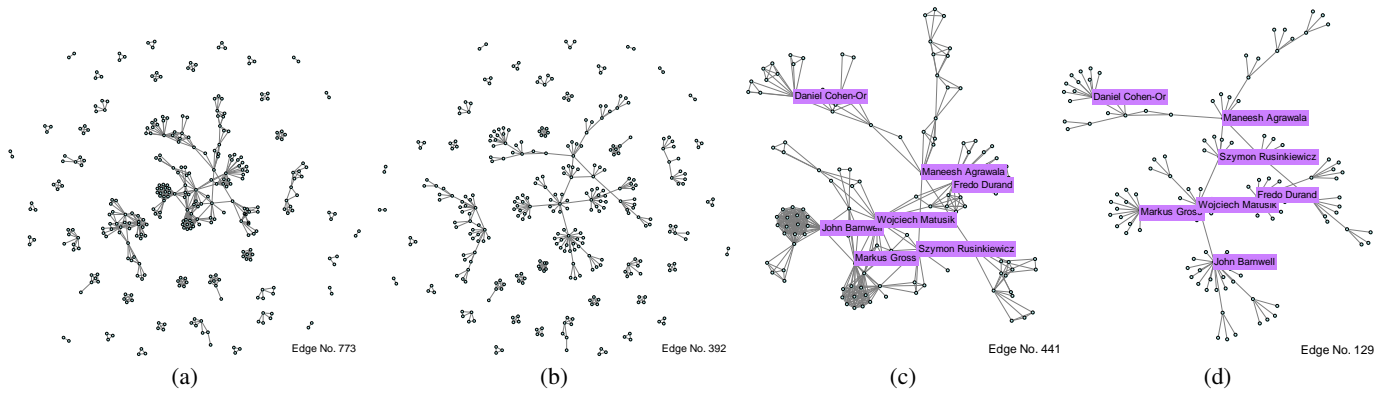 Daniel Cohen-Or
Maneesh Agrawala
Fredo Durand
Wojciech Matusik
John Barnwell
Szymon Rusinkiewicz
Markus Gross
Daniel Cohen-Or
Maneesh Agrawala
Szymon Rusinkiewicz
Fredo Durand
Wojciech Matusik
Markus Gross
John Barnwell
Edge No. 773
Edge No. 392
Edge No. 441
Edge No. 129
(a)
(b)
(c)
(d)